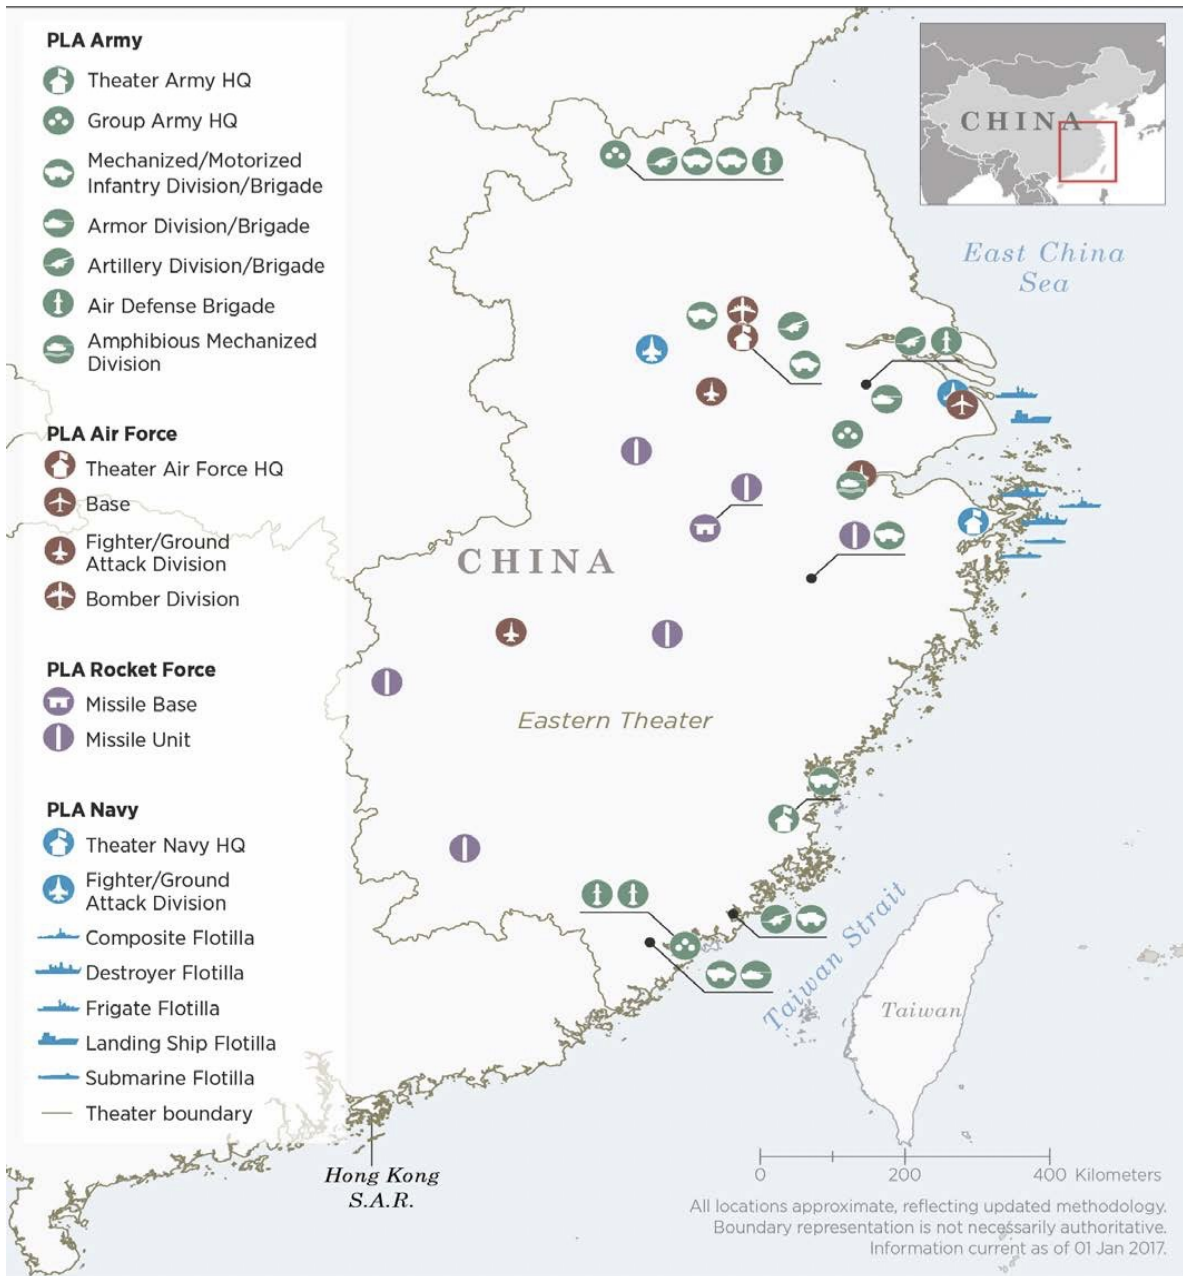 PLA Army
Theater Army HQ
Group Army HQ
Mechanized/Motorized
Infantry Division/Brigade
Armor Division/Brigade
Artillery Division/Brigade
Air Defense Brigade
Amphibious Mechanized
Division
PLA Air Force
Theater Air Force HQ
Base
Fighter/Ground
Attack Division
Bomber Division
PLA Rocket Force
Missile Base
Missile Unit
PLA Navy
Theater Navy HQ
Fighter/Ground
Attack Division
Composite Flotilla
Destroyer Flotilla
Frigate Flotilla
Landing Ship Flotilla
Submarine Flotilla
Theater boundary
CHINA
East China
Sea
CHINA
Eastern Theater
Taiwan Strait
Taiwan
Hong Kong
S.A.R.
0 200 400 Kilometers
All locations approximate, reflecting updated methodology.
Boundary representation is not necessarily authoritative.
Information current as of 01 Jan 2017.